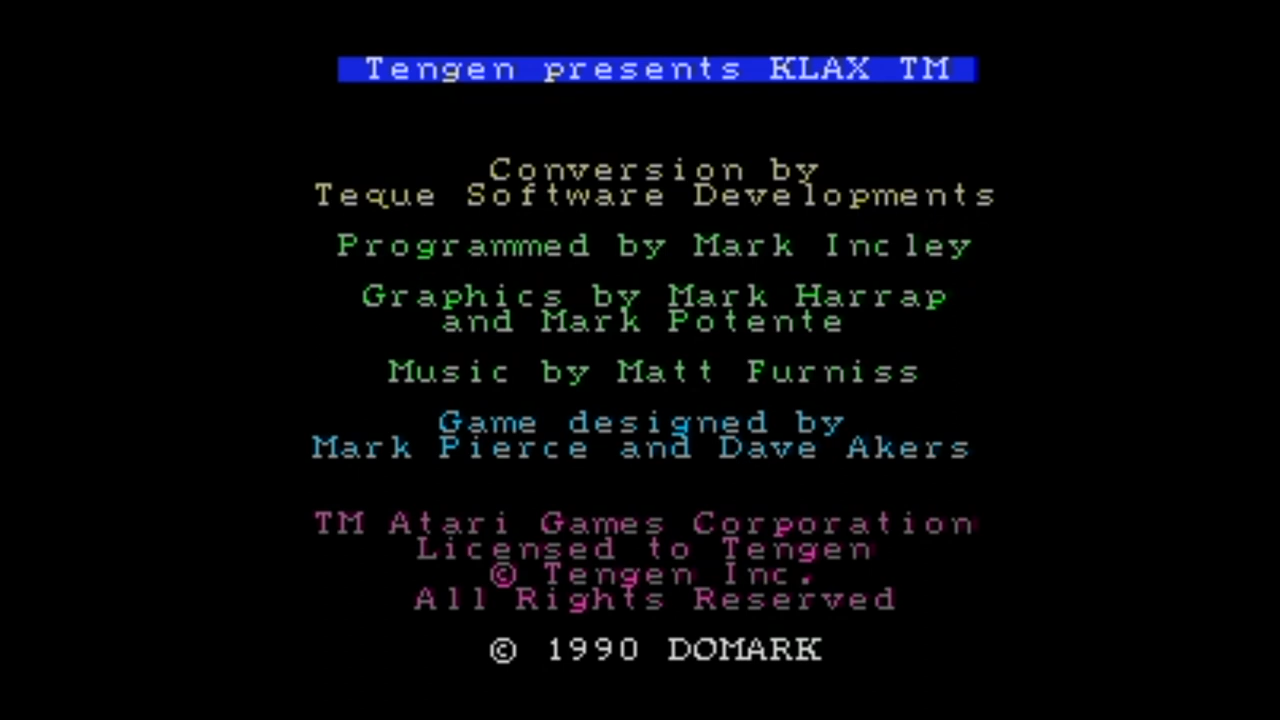 Tengen presents KLAX TM
Conversion by
Teque Software Developments
Programmed by Mark Incley
Graphics by Mark Harrap
and Mark Potente
Music by Matt Furniss
Game designed by
Mark Pierce and Dave Akers
TM Atari Games Corporation
Licensed to Tengen
© Tengen Inc.
All Rights Reserved
© 1990 DOMARK